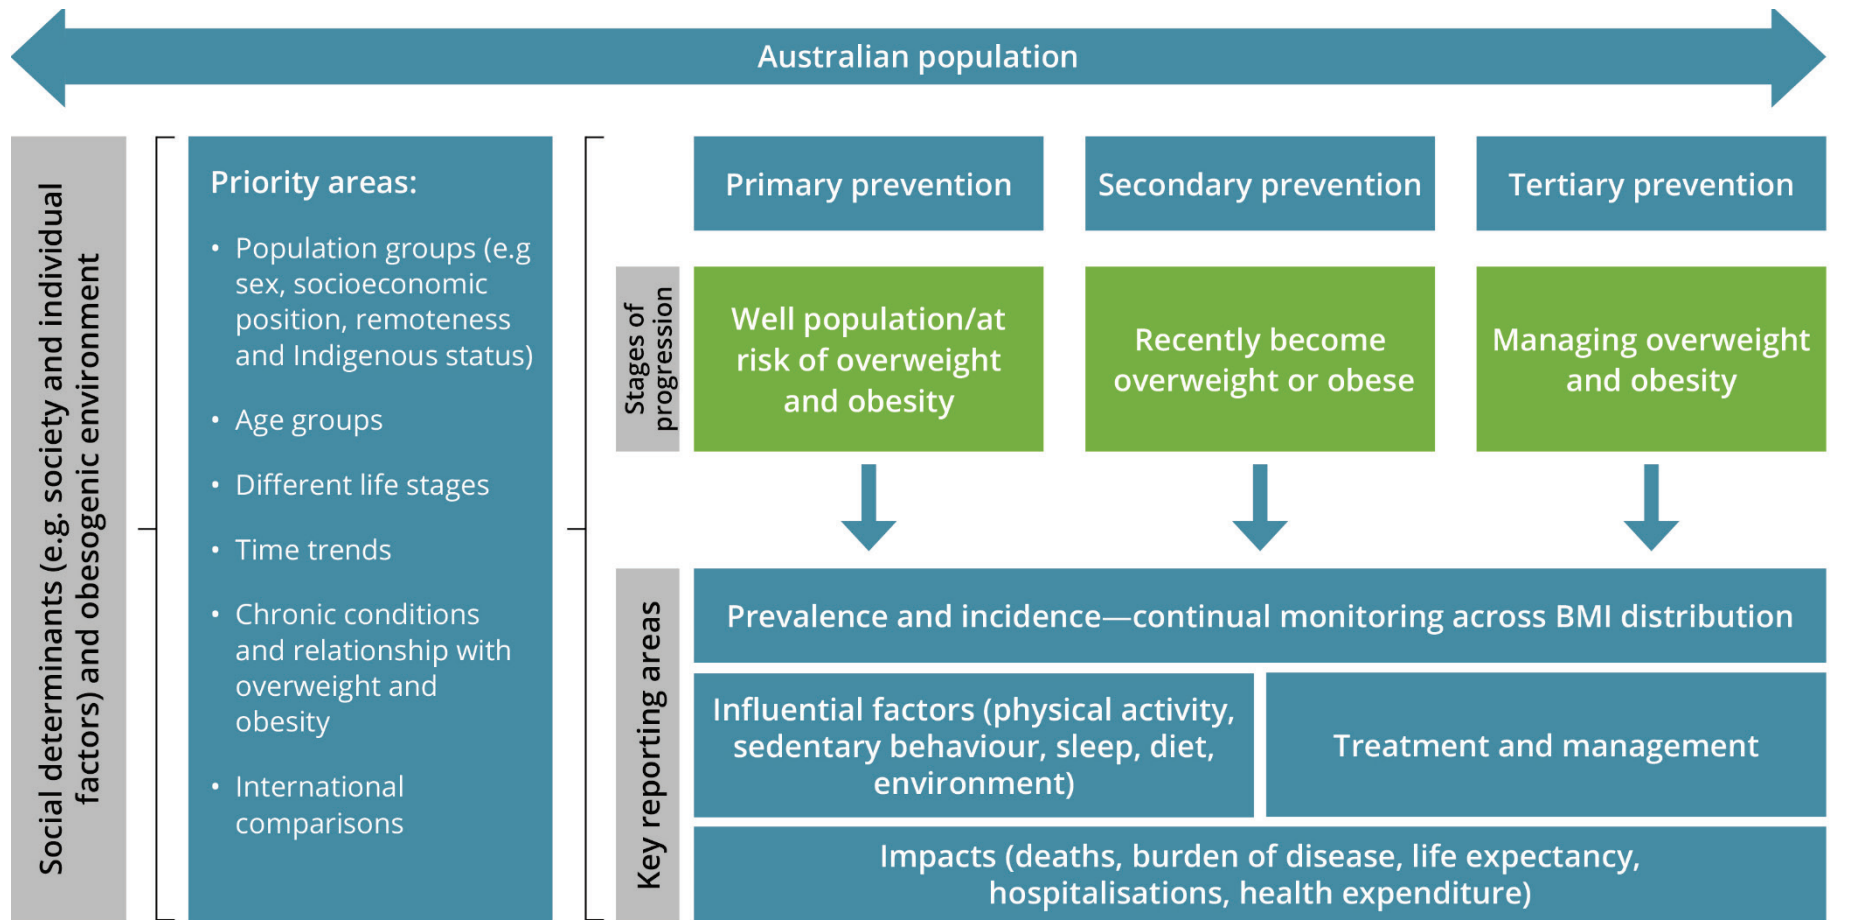 Australian population
Social determinants (e.g. society and individual
factors) and obesogenic environment
Priority areas:
• Population groups (e.g
sex, socioeconomic
position, remoteness
and Indigenous status)
• Age groups
• Different life stages
• Time trends
• Chronic conditions
and relationship with
overweight and
obesity
• International
comparisons
Primary prevention
Secondary prevention
Tertiary prevention
Stages of
progression
Well population/at
risk of overweight
and obesity
Recently become
overweight or obese
Managing overweight
and obesity
Key reporting areas
Prevalence and incidence—continual monitoring across BMI distribution
Influential factors (physical activity,
sedentary behaviour, sleep, diet,
environment)
Treatment and management
Impacts (deaths, burden of disease, life expectancy,
hospitalisations, health expenditure)